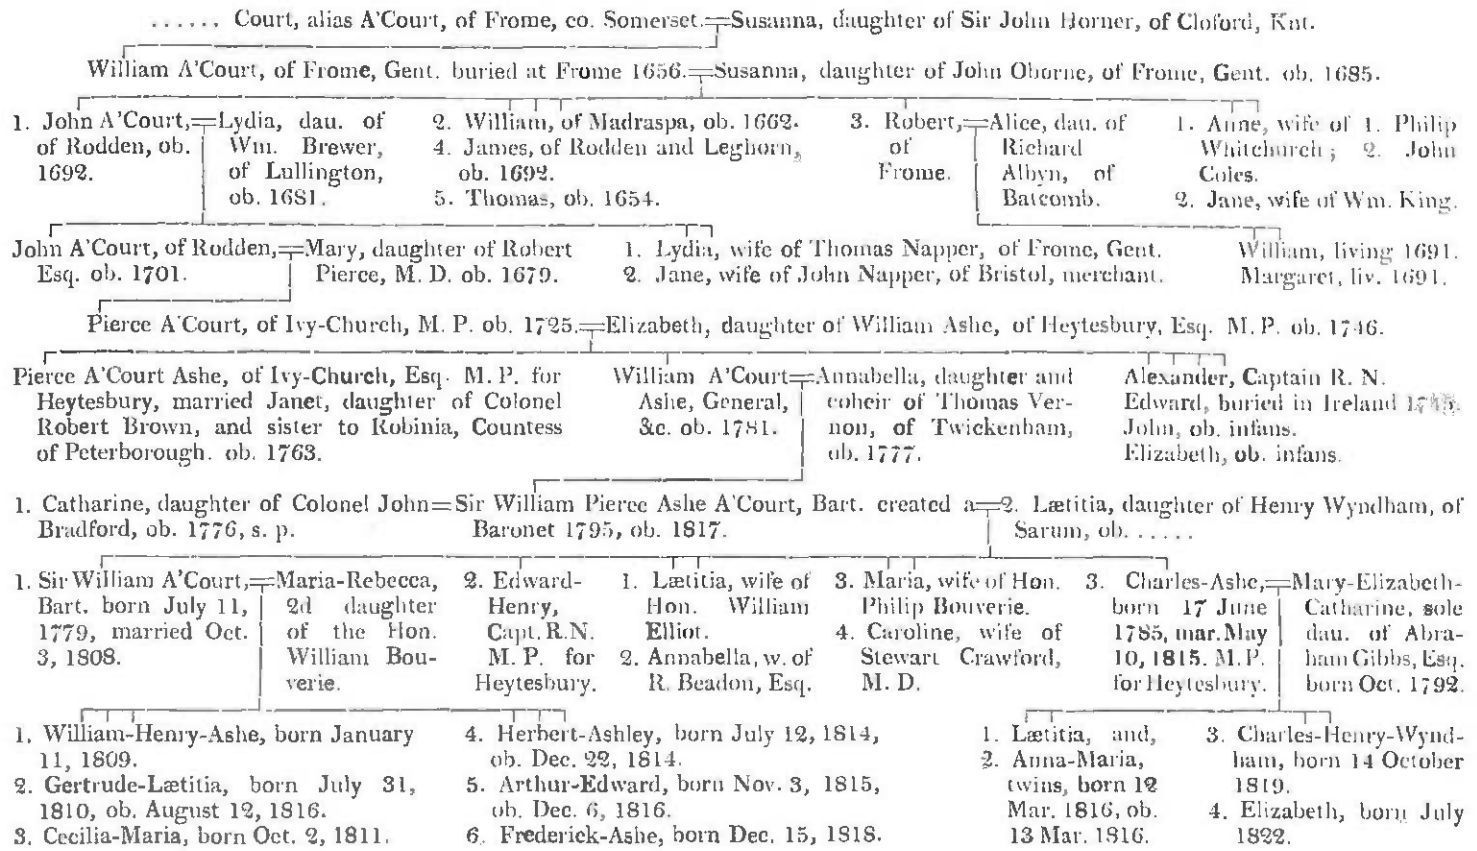 ...... Court, alias A'Court, of Frome, co. Somerset.=Susanna, daughter of Sir John Horner, of Cloford, Knt.
William A'Court, of Frome, Gent. buried at Frome 1656.=Susanna, daughter of John Oborne, of Frome, Gent. ob. 1685.
1. John A'Court,=
of Rodden, ob.
1692.
Lydia, dau. of
Wm. Brewer,
of Lullington,
ob. 1681.
2. William, of Madraspa, ob. 1662.
4. James, of Rodden and Leghorn,
ob. 1692.
5. Thomas, ob. 1654.
3. Robert,=
of
Frome.
Alice, dau. of
Richard
Albyn, of
Batcomb.
1. Anne, wife of 1. Philip
Whitchurch; 2. John
Coles.
2. Jane, wife of Wm. King.
John A'Court, of Rodden,=
Esq. ob. 1701.
Mary, daughter of Robert
Pierce, M. D. ob. 1679.
1. Lydia, wife of Thomas Napper, of Frome, Gent.
2. Jane, wife of John Napper, of Bristol, merchant.
William, living 1691.
Margaret, liv. 1691.
Pierce A'Court, of Ivy-Church, M. P. ob. 1725.=Elizabeth, daughter of William Ashe, of Heytesbury, Esq. M. P. ob. 1746.
Pierce A'Court Ashe, of Ivy-Church, Esq. M. P. for
Heytesbury, married Janet, daughter of Colonel
Robert Brown, and sister to Robinia, Countess
of Peterborough. ob. 1763.
William A'Court=
Ashe, General,
&c. ob. 1781.
Annabella, daughter and
coheir of Thomas Ver-
non, of Twickenham,
ob. 1777.
Alexander, Captain R. N.
Edward, buried in Ireland
John, ob. infans.
Elizabeth, ob. infans.
1. Catharine, daughter of Colonel John=
Bradford, ob. 1776, s. p.
Sir William Pierce Ashe A'Court, Bart. created a=
Baronet 1795, ob. 1817.
2. Lætitia, daughter of Henry Wyndham, of
Sarum, ob. ......
1. Sir William A'Court,=
Bart. born July 11,
1779, married Oct.
3, 1808.
Maria-Rebecca,
2d daughter
of the Hon.
William Bou-
verie.
2. Edward-
Henry,
Capt. R.N.
M. P. for
Heytesbury.
1. Lætitia, wife of
Hon. William
Elliot.
2. Annabella, w. of
R. Beadon, Esq.
3. Maria, wife of Hon.
Philip Bouverie.
4. Caroline, wife of
Stewart Crawford,
M. D.
3. Charles-Ashe,=
born 17 June
1785, mar. May
10, 1815. M.P.
for Heytesbury.
Mary-Elizabeth-
Catharine, sole
dau. of Abra-
ham Gibbs, Esq.
born Oct. 1792.
1. William-Henry-Ashe, born January
11, 1809.
2. Gertrude-Lætitia, born July 31,
1810, ob. August 12, 1816.
3. Cecilia-Maria, born Oct. 2, 1811.
4. Herbert-Ashley, born July 12, 1814,
ob. Dec. 22, 1814.
5. Arthur-Edward, born Nov. 3, 1815,
ob. Dec. 6, 1816.
6. Frederick-Ashe, born Dec. 15, 1818.
1. Lætitia, and,
2. Anna-Maria,
twins, born 12
Mar. 1816, ob.
13 Mar. 1816.
3. Charles-Henry-Wynd-
ham, born 14 October
1819.
4. Elizabeth, born July
1822.